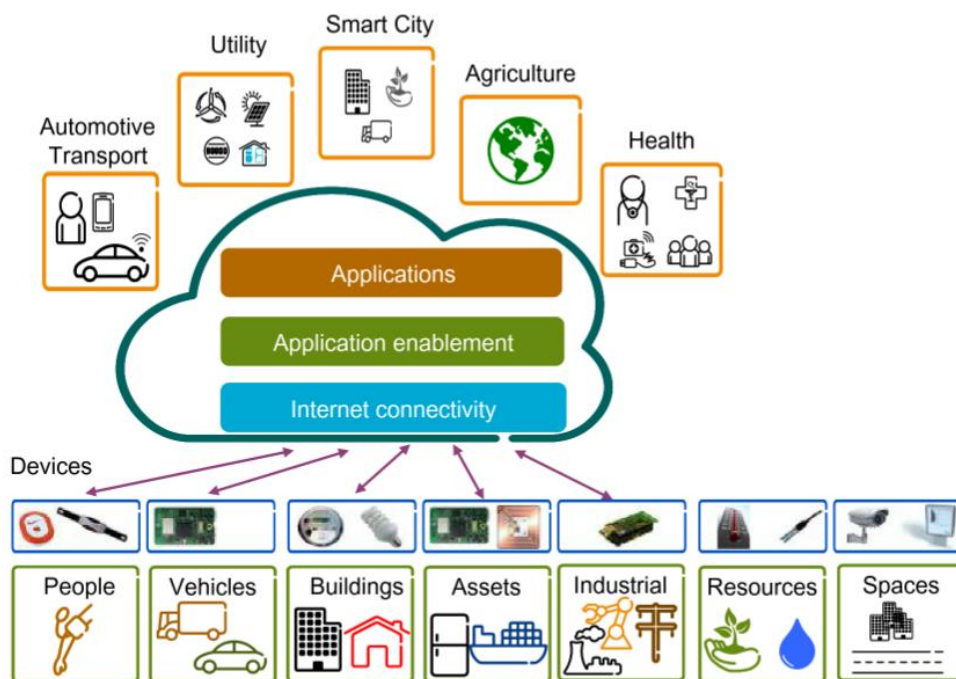 Smart City
Utility
Agriculture
Automotive
Transport
Health
Applications
Application enablement
Internet connectivity
Devices
People
Vehicles
Buildings
Assets
Industrial
Resources
Spaces